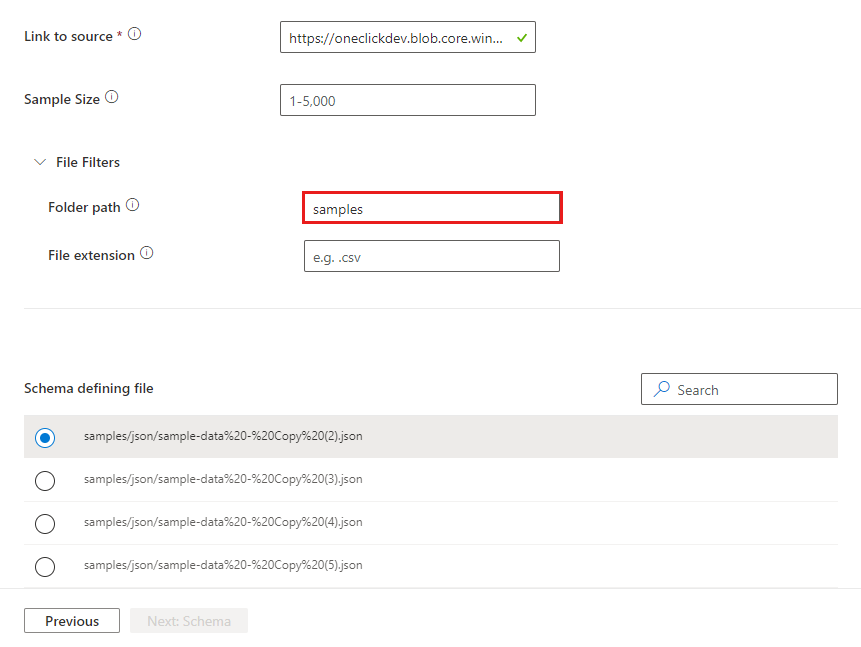 Link to source *
https://oneclickdev.blob.core.win...
Sample Size
1-5,000
File Filters
Folder path
samples
File extension
e.g. .csv
Schema defining file
Search
samples/json/sample-data%20-%20Copy%20(2).json
samples/json/sample-data%20-%20Copy%20(3).json
samples/json/sample-data%20-%20Copy%20(4).json
samples/json/sample-data%20-%20Copy%20(5).json
Previous
Next: Schema